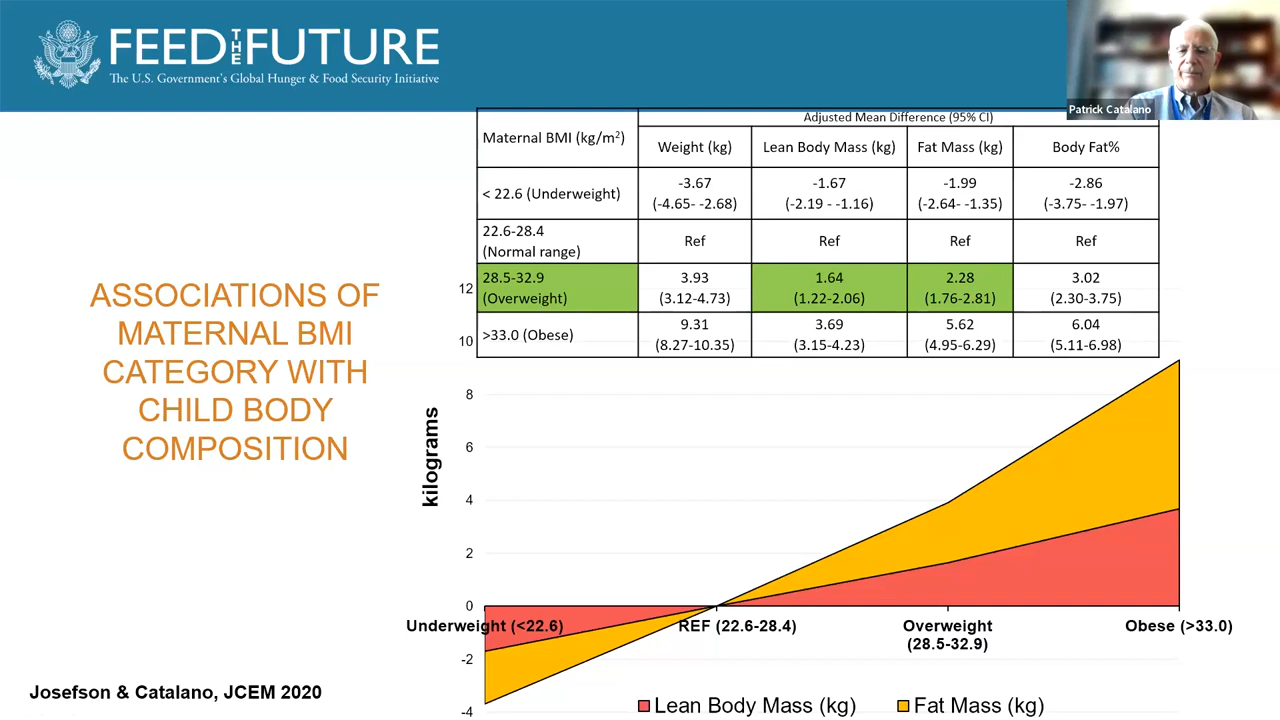 FEED THE FUTURE
The U.S. Government's Global Hunger & Food Security Initiative
Patrick Catalano
Maternal BMI (kg/m²)
Adjusted Mean Difference (95% CI)
Weight (kg) Lean Body Mass (kg) Fat Mass (kg) Body Fat%
< 22.6 (Underweight) -3.67 -1.67 -1.99 -2.86
(-4.65- -2.68) (-2.19 - -1.16) (-2.64- -1.35) (-3.75- -1.97)
22.6-28.4
(Normal range) Ref Ref Ref Ref
28.5-32.9 3.93 1.64 2.28 3.02
(Overweight) (3.12-4.73) (1.22-2.06) (1.76-2.81) (2.30-3.75)
>33.0 (Obese) 9.31 3.69 5.62 6.04
(8.27-10.35) (3.15-4.23) (4.95-6.29) (5.11-6.98)
ASSOCIATIONS OF
MATERNAL BMI
CATEGORY WITH
CHILD BODY
COMPOSITION
kilograms
12
10
8
6
4
2
0
-2
-4
Underweight (<22.6) REF (22.6-28.4) Overweight Obese (>33.0)
(28.5-32.9)
Lean Body Mass (kg) Fat Mass (kg)
Josefson & Catalano, JCEM 2020